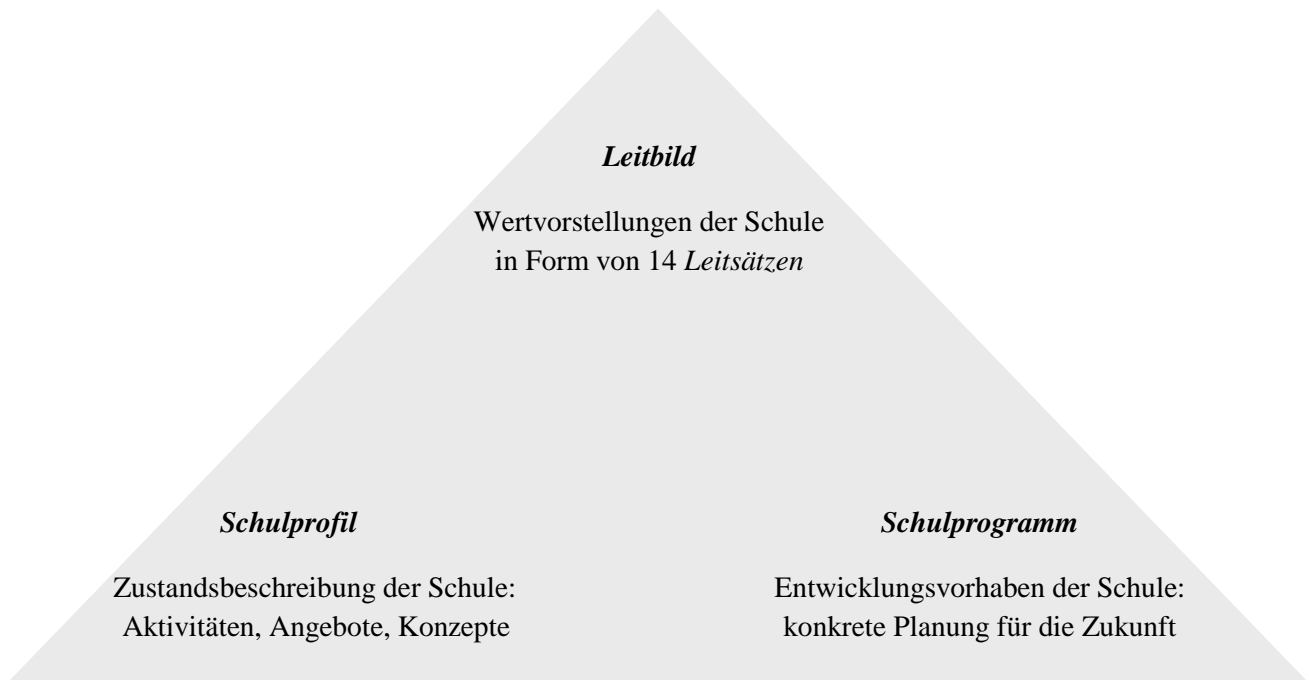 Leitbild
Wertvorstellungen der Schule
in Form von 14 Leitsätzen
Schulprofil
Zustandsbeschreibung der Schule:
Aktivitäten, Angebote, Konzepte
Schulprogramm
Entwicklungsvorhaben der Schule:
konkrete Planung für die Zukunft